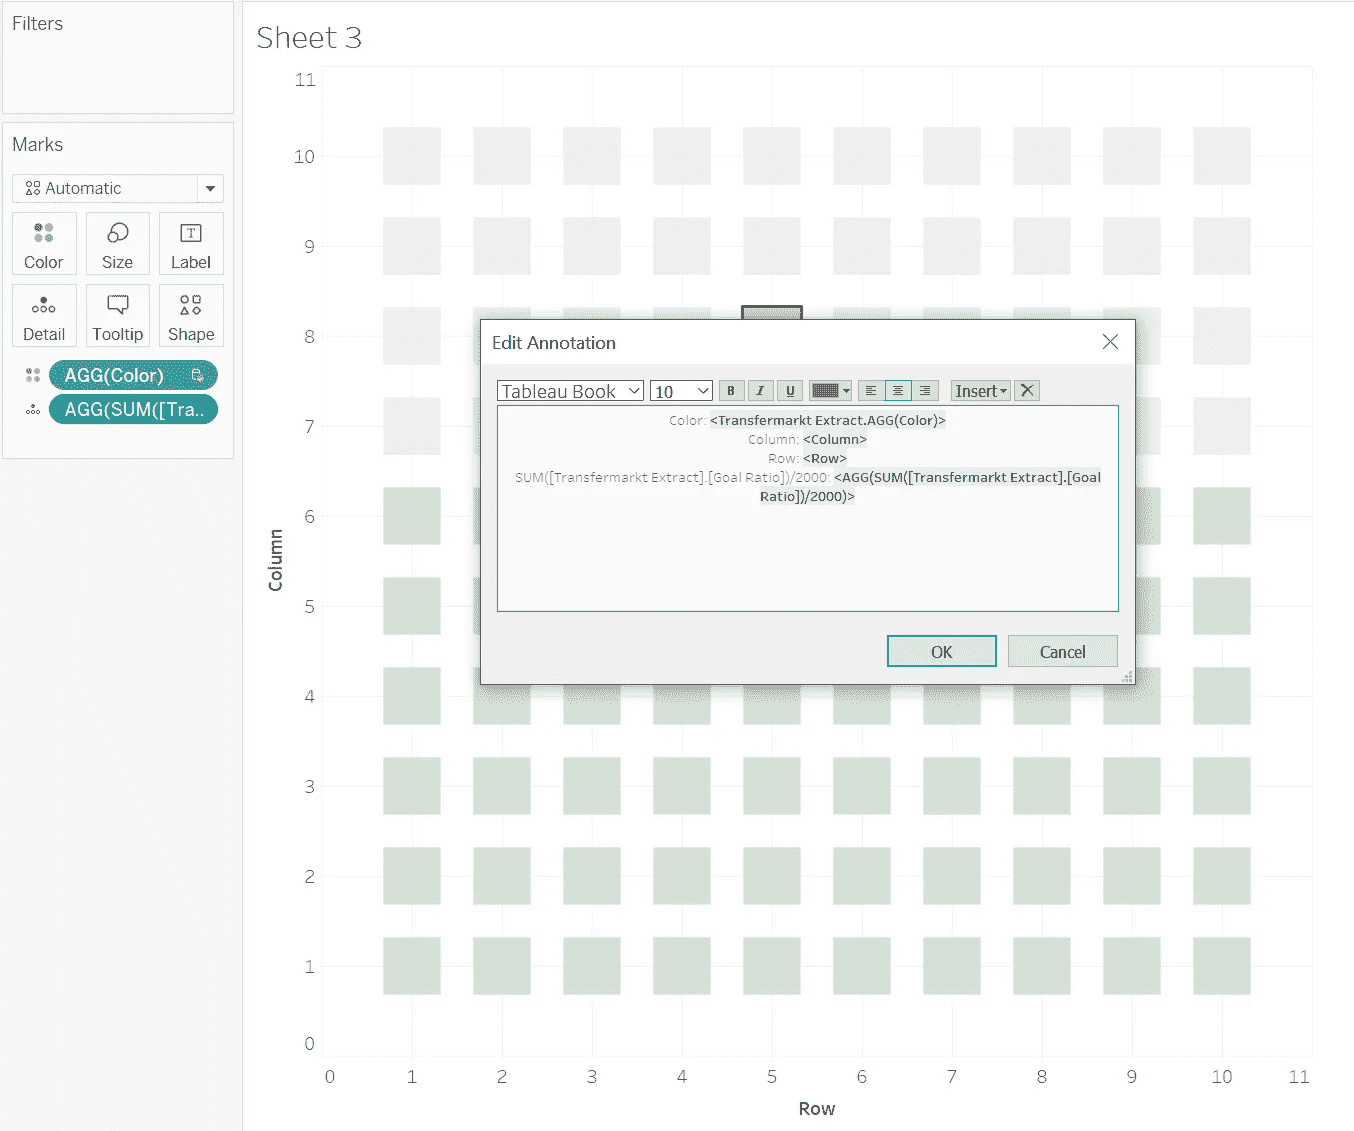 Filters
Marks
Automatic
Color
Size
Label
Detail
Tooltip
Shape
AGG(Color)
AGG(SUM([Tra..
Sheet 3
11
10
9
8
7
6
5
4
3
2
1
0
Column
0 1 2 3 4 5 6 7 8 9 10 11
Row
Edit Annotation
Tableau Book 10 B I U Insert
Color: <Transfermarkt Extract.AGG(Color)>
Column: <Column>
Row: <Row>
SUM([Transfermarkt Extract].[Goal Ratio])/2000: <AGG(SUM([Transfermarkt Extract].[Goal
Ratio])/2000)>
OK
Cancel